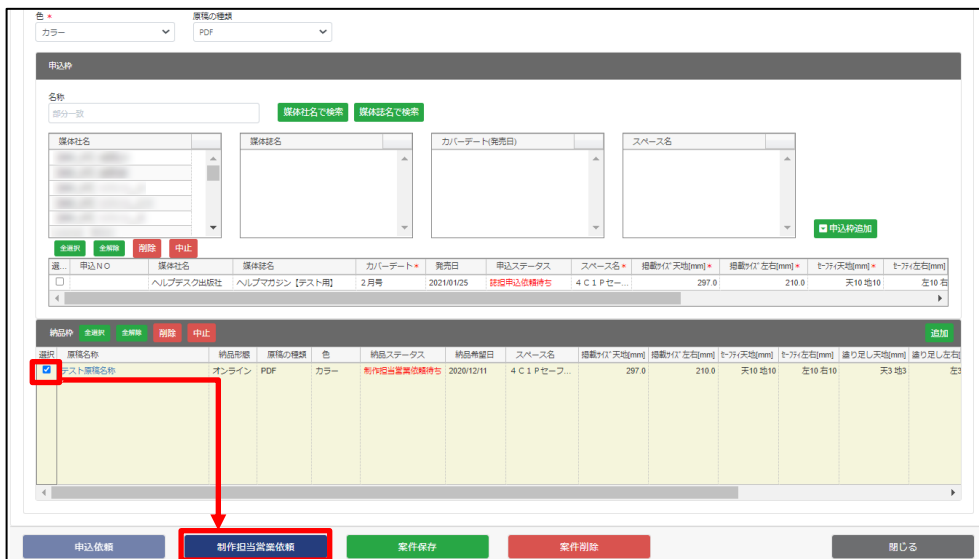 色 * 原稿の種類
カラー PDF
申込枠
名称
部分一致 媒体社名で検索 媒体誌名で検索
媒体社名 媒体誌名 カバーデート(発売日) スペース名
申込枠追加
全選択 全解除 削除 中止
選... 申込NO 媒体社名 媒体誌名 カバーデート* 発売日 申込ステータス スペース名* 掲載サイズ天地[mm]* 掲載サイズ左右[mm]* セーフティ天地[mm]* セーフティ左右[mm]
ヘルプデスク出版社 ヘルプマガジン【テスト用】 2月号 2021/01/25 雑担申込依頼待ち 4C1Pセー... 297.0 210.0 天10 地10 左10 右
納品枠 全選択 全解除 削除 中止 追加
選択 原稿名称 納品形態 原稿の種類 色 納品ステータス 納品希望日 スペース名 掲載サイズ天地[mm] 掲載サイズ左右[mm] セーフティ天地[mm] セーフティ左右[mm] 塗り足し天地[mm] 塗り足し左右[
テスト原稿名称 オンライン PDF カラー 制作担当営業依頼待ち 2020/12/11 4C1Pセーフ... 297.0 210.0 天10 地10 左10 右10 天3 地3 左3
申込依頼 制作担当営業依頼 案件保存 案件削除 閉じる